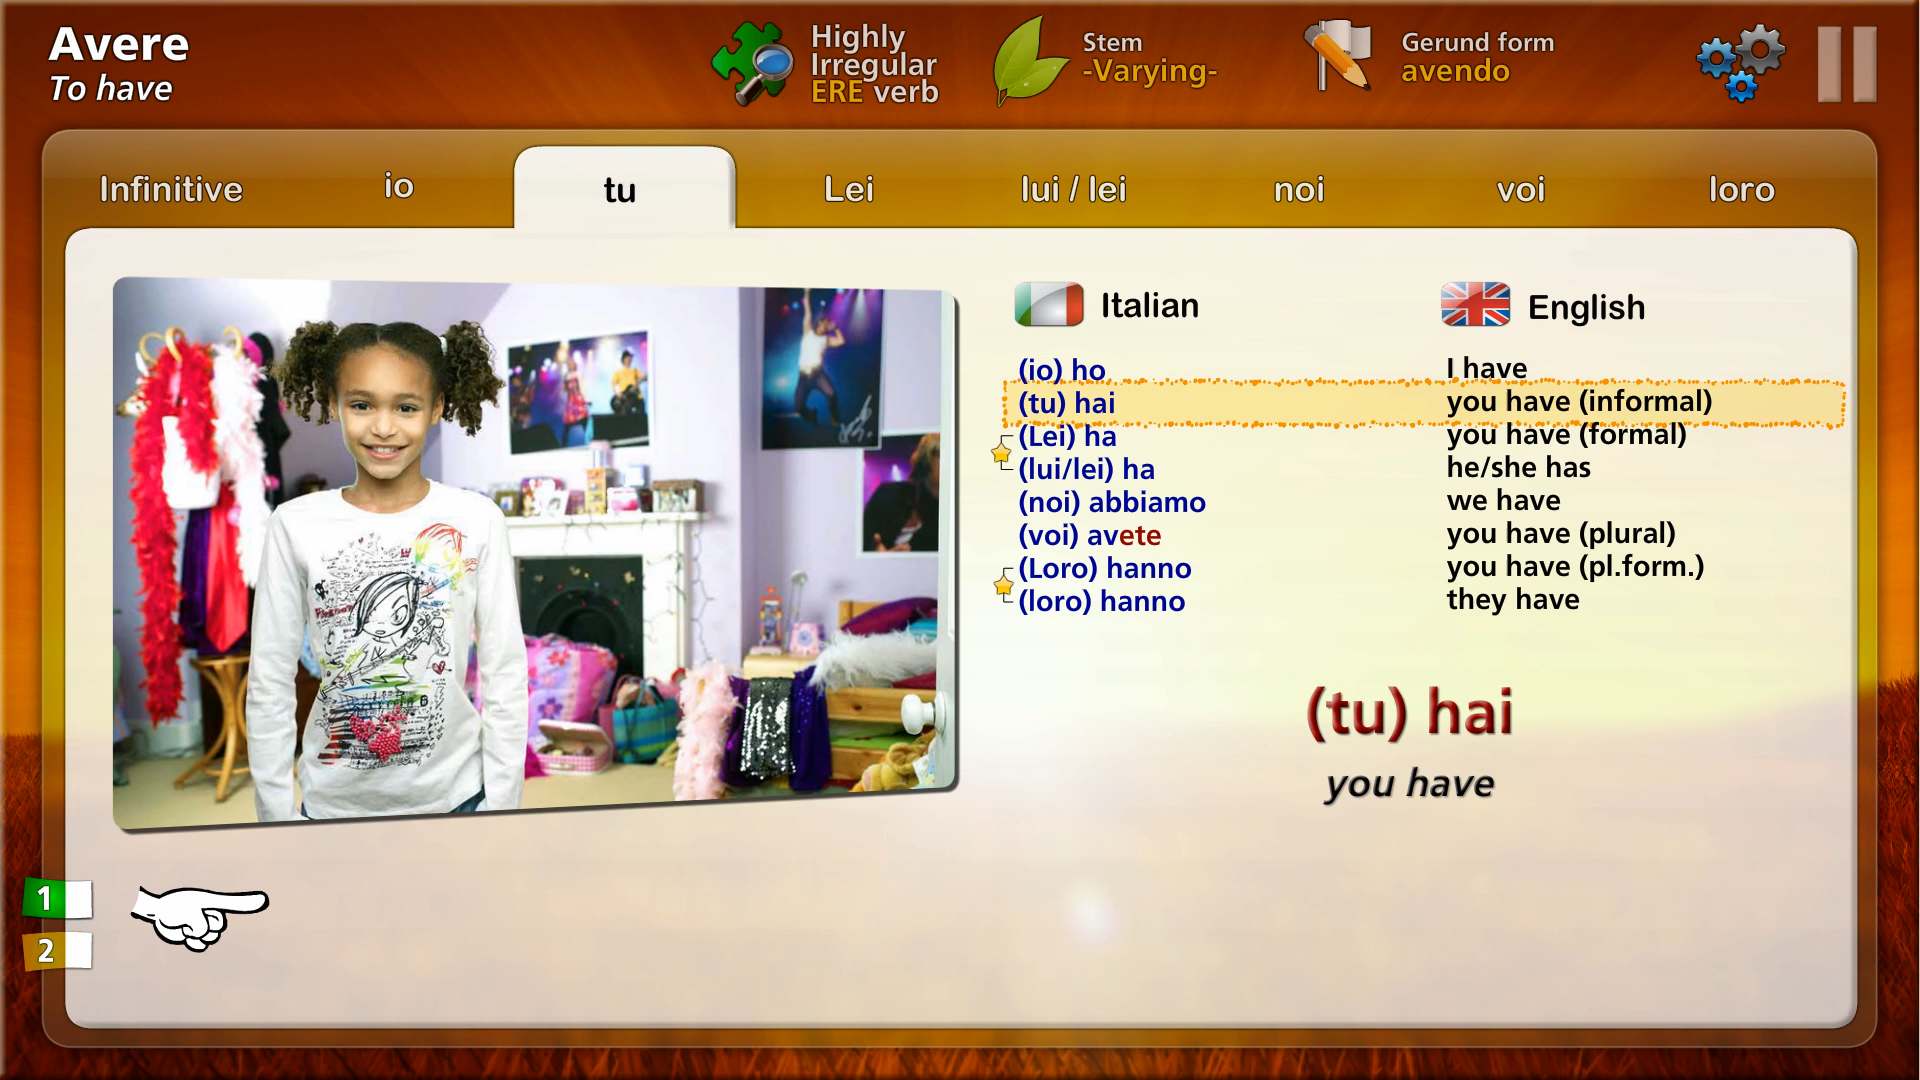 Avere
To have
Highly
Irregular
ERE verb
Stem
-Varying-
Gerund form
avendo
Infinitive
io
tu
Lei
lui / lei
noi
voi
loro
Italian
English
(io) ho
I have
(tu) hai
you have (informal)
(Lei) ha
you have (formal)
(lui/lei) ha
he/she has
(noi) abbiamo
we have
(voi) avete
you have (plural)
(Loro) hanno
you have (pl.form.)
(loro) hanno
they have
(tu) hai
you have
1
2